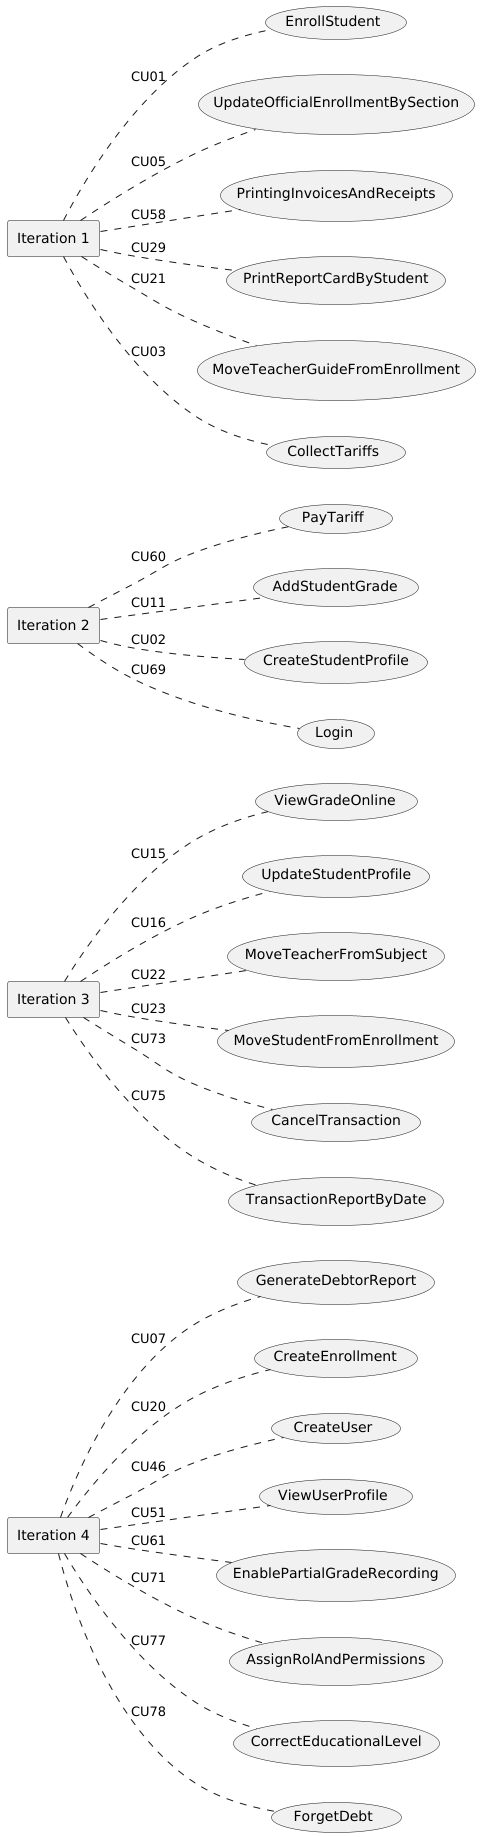 EnrollStudent
CU01
UpdateOfficialEnrollmentBySection
CU05
PrintingInvoicesAndReceipts
CU58
Iteration 1
CU29
PrintReportCardByStudent
CU21
MoveTeacherGuideFromEnrollment
CU03
CollectTariffs
PayTariff
CU60
AddStudentGrade
CU11
Iteration 2
CU02
CreateStudentProfile
CU69
Login
ViewGradeOnline
CU15
UpdateStudentProfile
CU16
MoveTeacherFromSubject
CU22
Iteration 3
CU23
MoveStudentFromEnrollment
CU73
CancelTransaction
CU75
TransactionReportByDate
GenerateDebtorReport
CU07
CreateEnrollment
CU20
CreateUser
CU46
ViewUserProfile
CU51
Iteration 4
CU61
EnablePartialGradeRecording
CU71
AssignRolAndPermissions
CU77
CorrectEducationalLevel
CU78
ForgetDebt